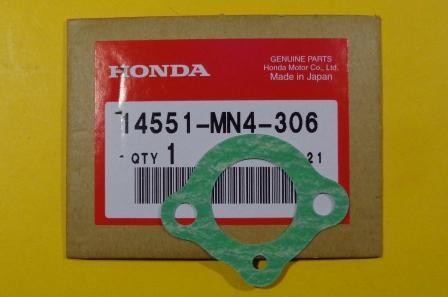 HONDA
GENUINE PARTS
Honda Motor Co., Ltd.
Made in Japan
14551-MN4-306
QTY 1
21